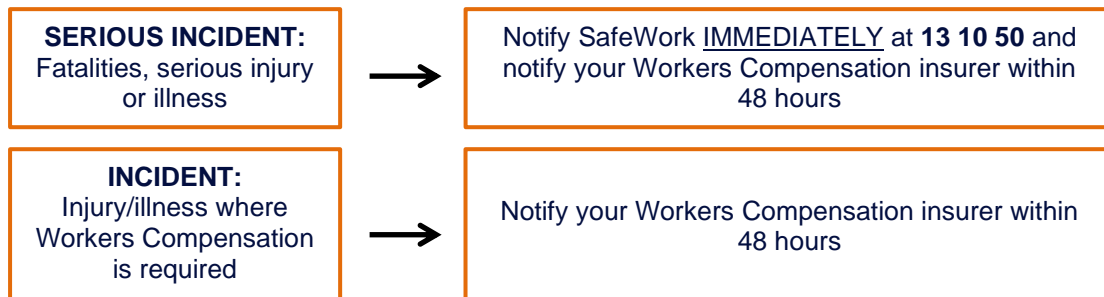 SERIOUS INCIDENT:
Fatalities, serious injury
or illness
Notify SafeWork IMMEDIATELY at 13 10 50 and
notify your Workers Compensation insurer within
48 hours
INCIDENT:
Injury/illness where
Workers Compensation
is required
Notify your Workers Compensation insurer within
48 hours